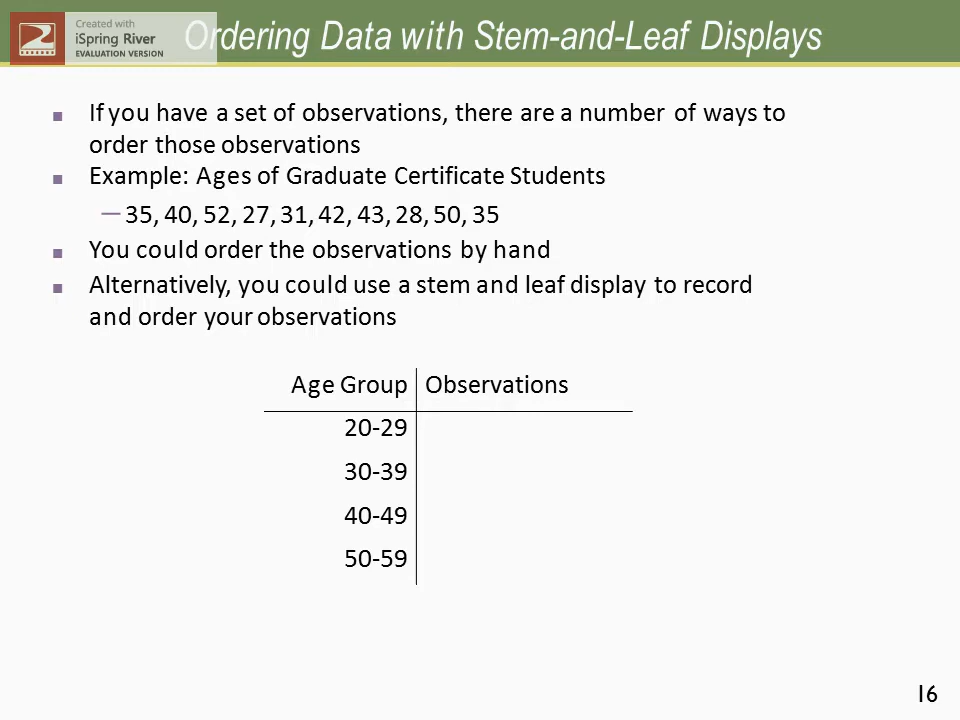 Created with
iSpring River
EVALUATION VERSION
Ordering Data with Stem-and-Leaf Displays
If you have a set of observations, there are a number of ways to
order those observations
Example: Ages of Graduate Certificate Students
— 35, 40, 52, 27, 31, 42, 43, 28, 50, 35
You could order the observations by hand
Alternatively, you could use a stem and leaf display to record
and order your observations
Age Group Observations
20-29
30-39
40-49
50-59
16